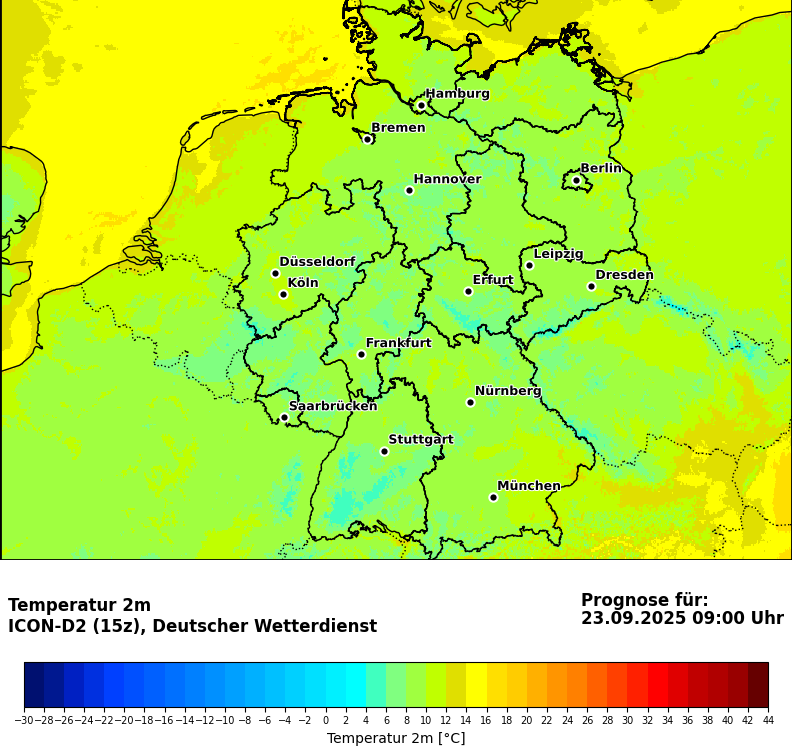 Hamburg
Bremen
Berlin
Hannover
Leipzig
Düsseldorf
Dresden
Erfurt
Köln
Frankfurt
Nürnberg
Saarbrücken
Stuttgart
München
Temperatur 2m
ICON-D2 (15z), Deutscher Wetterdienst
Prognose für:
23.09.2025 09:00 Uhr
−30 −28 −26 −24 −22 −20 −18 −16 −14 −12 −10 −8 −6 −4 −2 0 2 4 6 8 10 12 14 16 18 20 22 24 26 28 30 32 34 36 38 40 42 44
Temperatur 2m [°C]